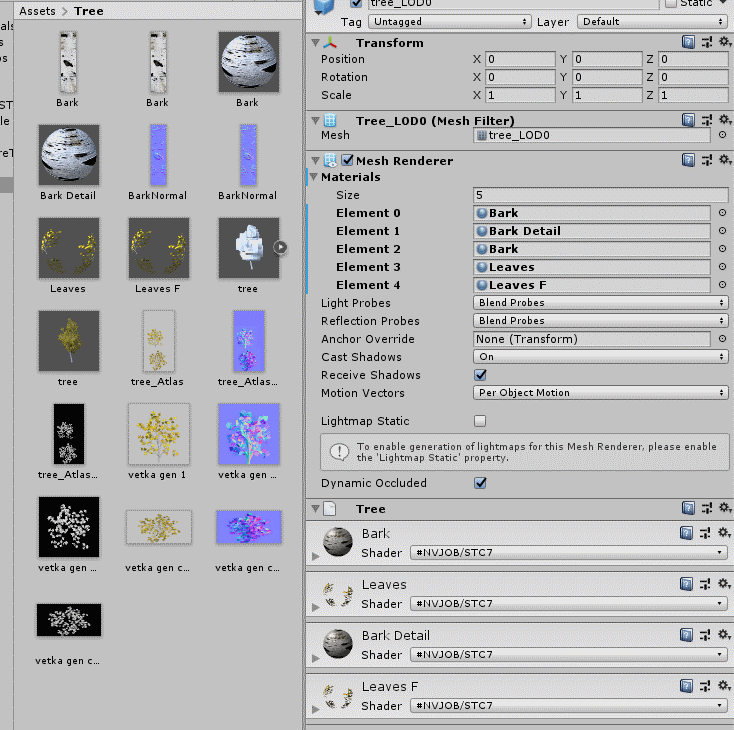 Assets > Tree
als
s
ps
ST
le
reT
Bark
Bark
Bark
Bark Detail
BarkNormal
BarkNormal
Leaves
Leaves F
tree
tree
tree_Atlas
tree_Atlas...
tree_Atlas...
vetka gen 1
vetka gen ...
vetka gen ...
vetka gen c...
vetka gen c...
vetka gen c...
tree_LOD0
Static
Tag Untagged Layer Default
Transform
Position X 0 Y 0 Z 0
Rotation X 0 Y 0 Z 0
Scale X 1 Y 1 Z 1
Tree_LOD0 (Mesh Filter)
Mesh tree_LOD0
Mesh Renderer
Materials
Size 5
Element 0 Bark
Element 1 Bark Detail
Element 2 Bark
Element 3 Leaves
Element 4 Leaves F
Light Probes Blend Probes
Reflection Probes Blend Probes
Anchor Override None (Transform)
Cast Shadows On
Receive Shadows
Motion Vectors Per Object Motion
Lightmap Static
To enable generation of lightmaps for this Mesh Renderer, please enable
the 'Lightmap Static' property.
Dynamic Occluded
Tree
Bark
Shader #NVJOB/STC7
Leaves
Shader #NVJOB/STC7
Bark Detail
Shader #NVJOB/STC7
Leaves F
Shader #NVJOB/STC7